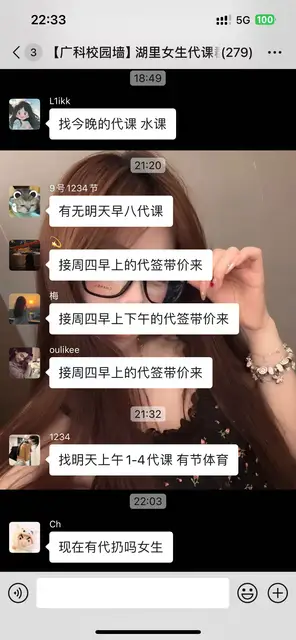 22:33
5G 100
3 【广科校园墙】湖里女生代课 (279)
18:49
L1ikk
找今晚的代课 水课
21:20
9号1234节
有无明天早八代课
接周四早上的代签带价来
梅
接周四早上下午的代签带价来
oulikee
接周四早上的代签带价来
21:32
1234
找明天上午1-4代课 有节体育
22:03
Ch
现在有代扔吗女生